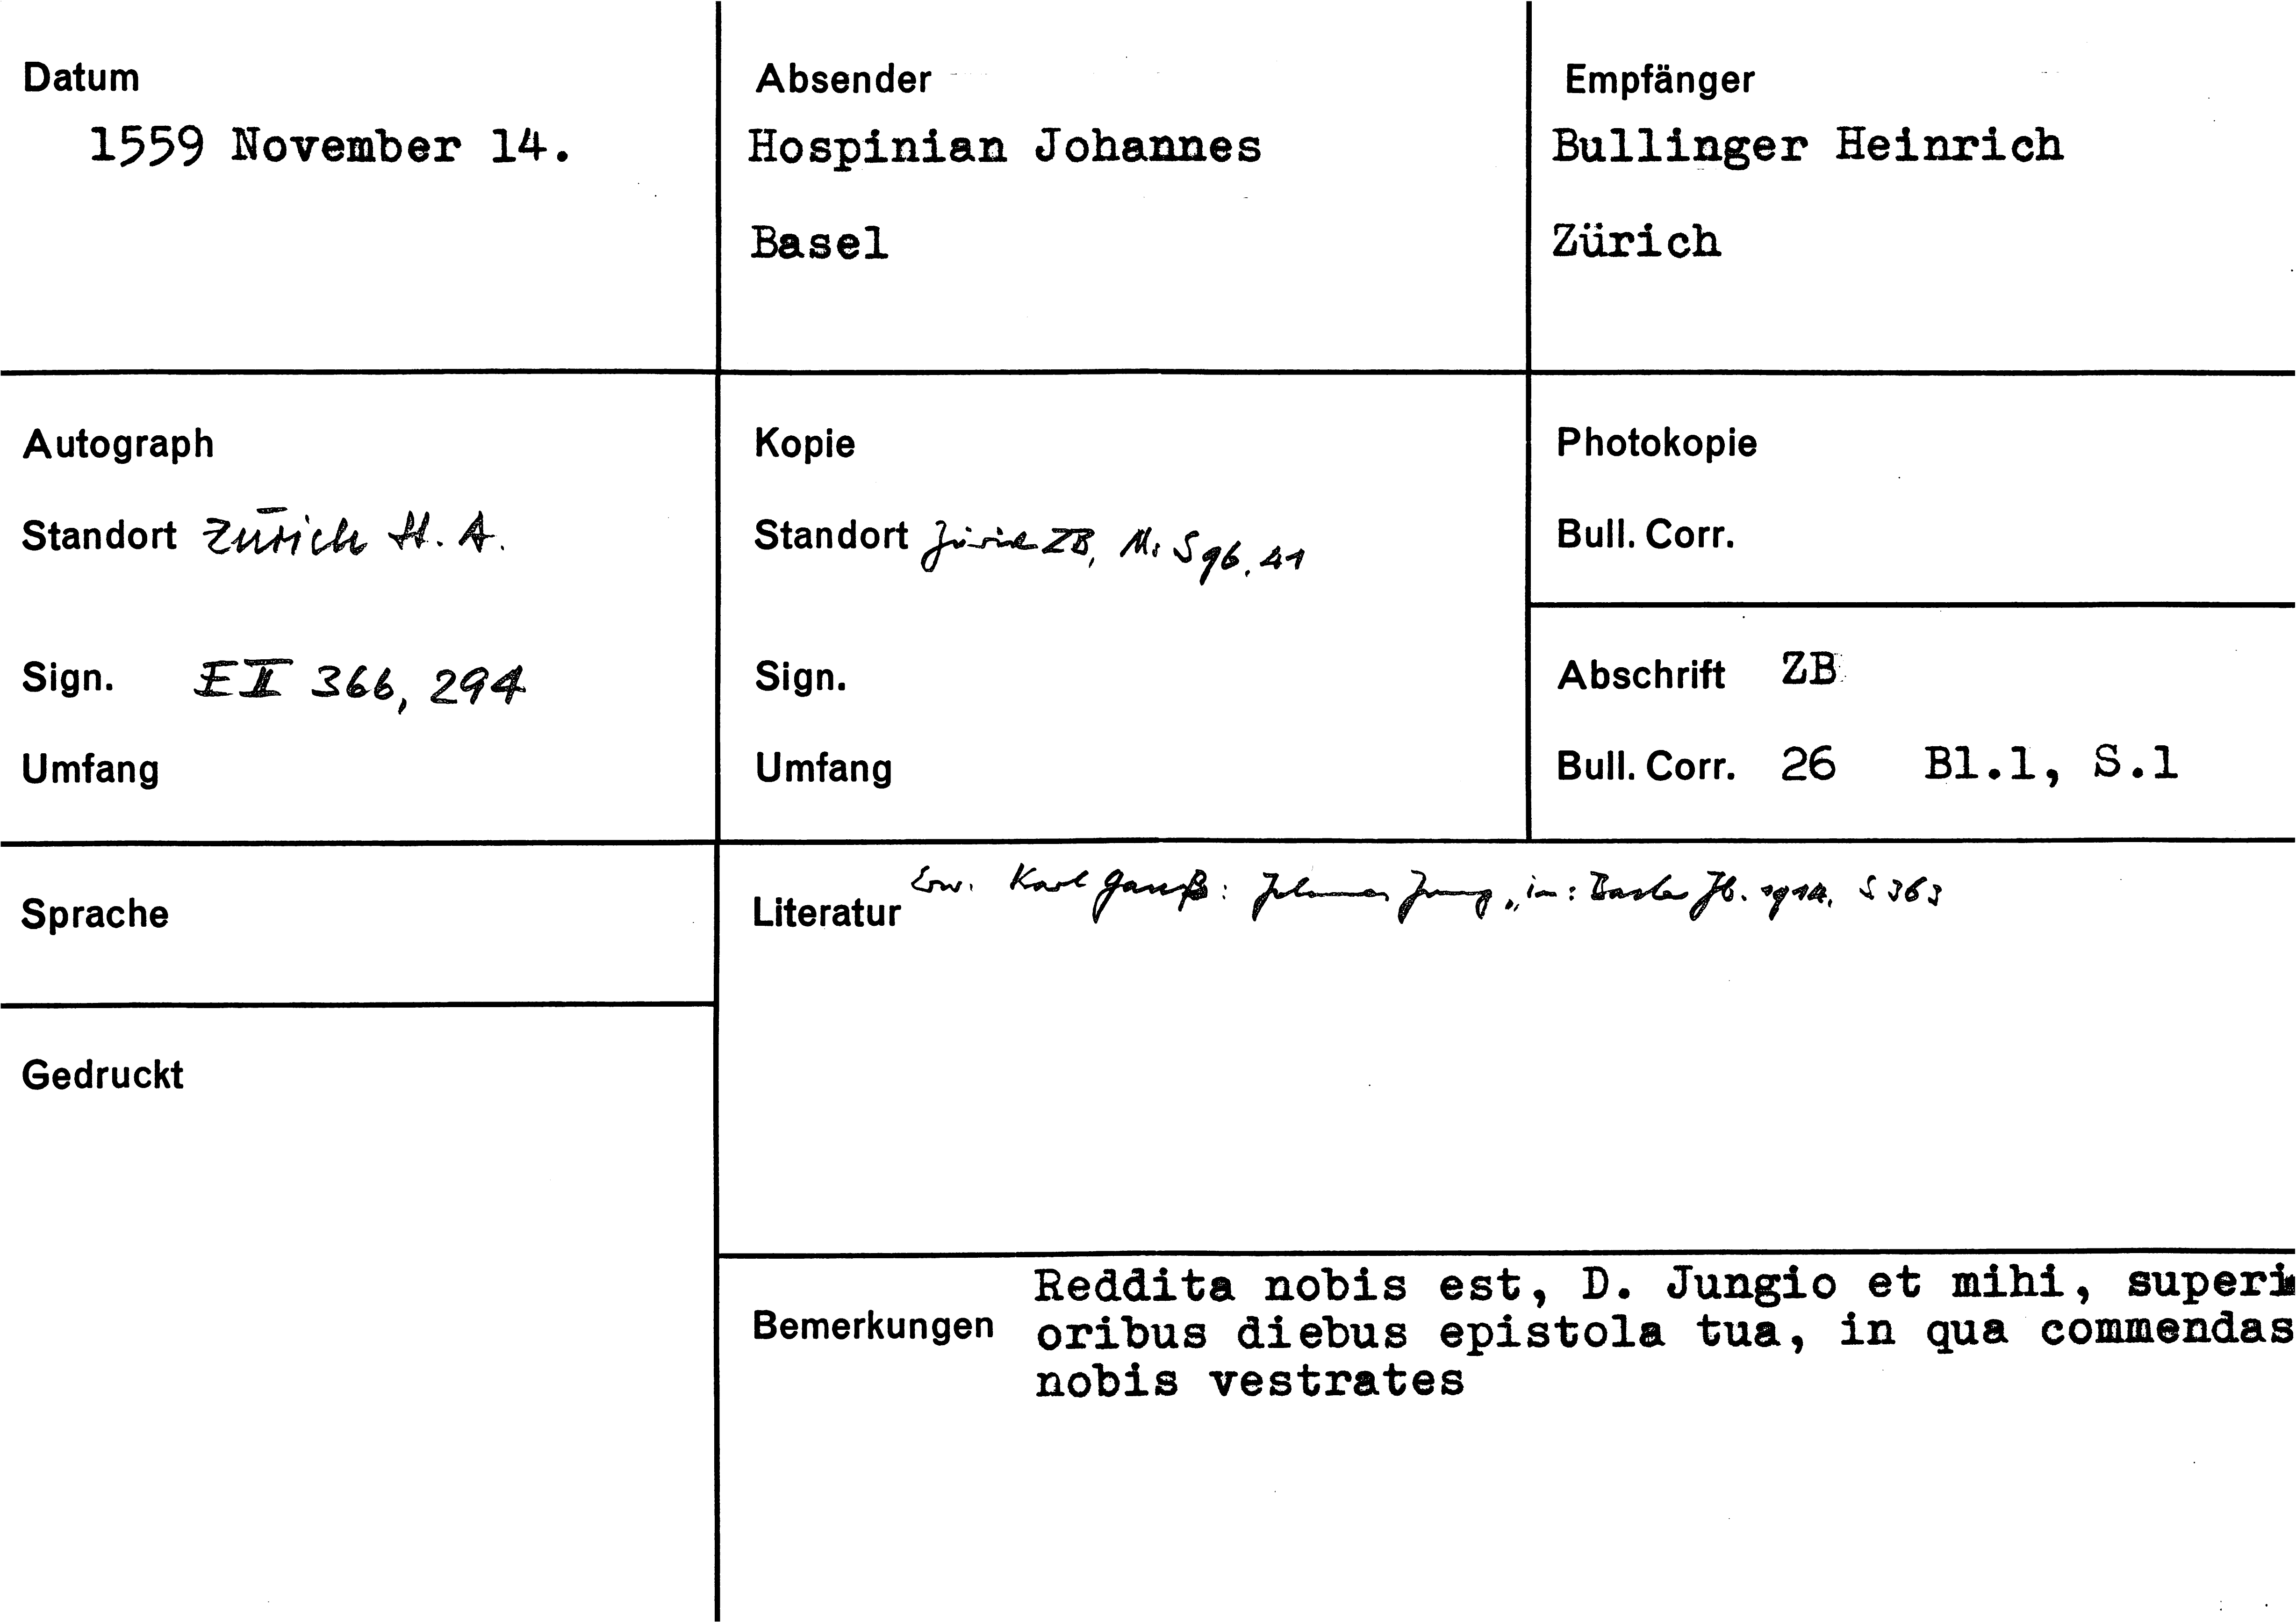 Datum
1559 November 14.
Absender
Hospinian Johannes
Basel
Empfänger
Bullinger Heinrich
Zürich
Autograph
Standort Zürich St. A.
Sign. E II 366, 294
Umfang
Kopie
Standort Zürich ZB, Ms S 96, 41
Sign.
Umfang
Photokopie
Bull. Corr.
Abschrift ZB
Bull. Corr. 26 Bl.1, S.1
Sprache
Literatur Erw. Karl Gauß: Johannes Jung, in: Basler Jb. S 363
Gedruckt
Bemerkungen
Reddita nobis est, D. Jungio et mihi, superi
oribus diebus epistola tua, in qua commendas
nobis vestrates